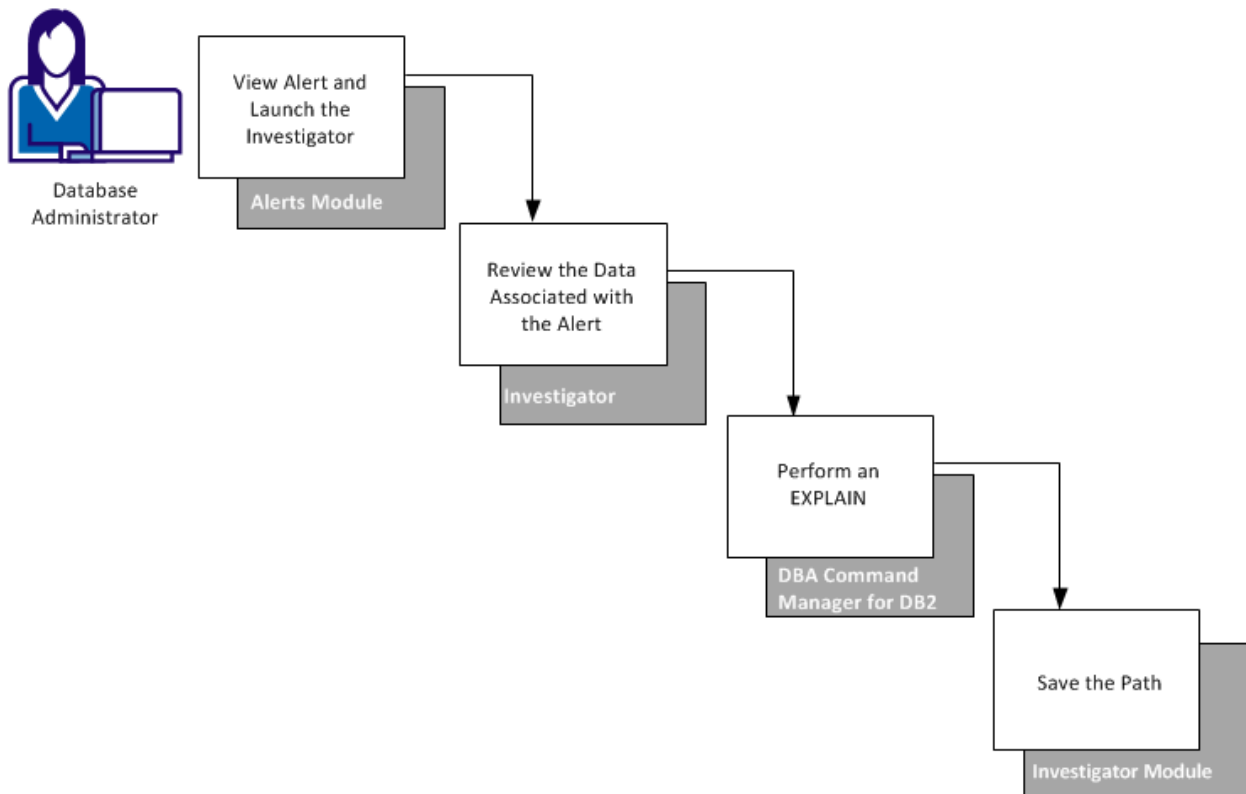 Database
Administrator
View Alert and
Launch the
Investigator
Alerts Module
Review the Data
Associated with
the Alert
Investigator
Perform an
EXPLAIN
DBA Command
Manager for DB2
Save the Path
Investigator Module